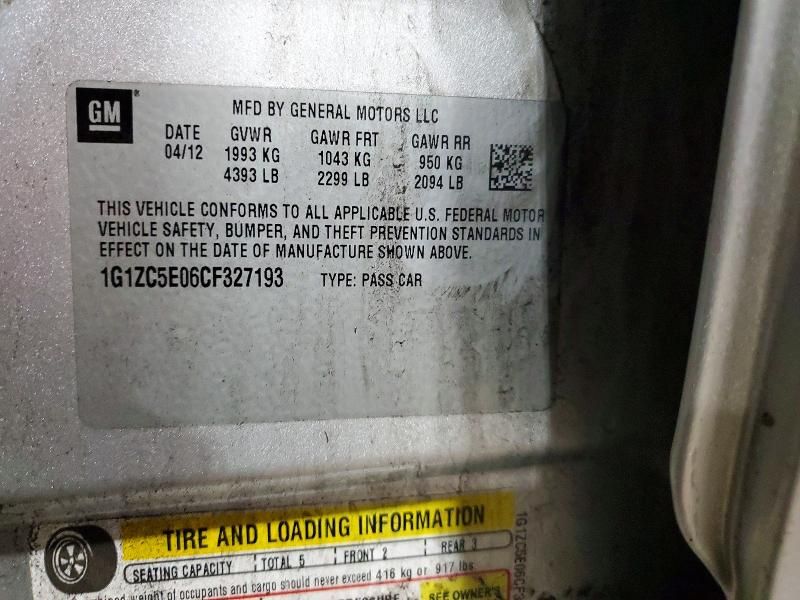 GM
MFD BY GENERAL MOTORS LLC
DATE GVWR GAWR FRT GAWR RR
04/12 1993 KG 1043 KG 950 KG
4393 LB 2299 LB 2094 LB
THIS VEHICLE CONFORMS TO ALL APPLICABLE U.S. FEDERAL MOTOR
VEHICLE SAFETY, BUMPER, AND THEFT PREVENTION STANDARDS IN
EFFECT ON THE DATE OF MANUFACTURE SHOWN ABOVE.
1G1ZC5E06CF327193 TYPE: PASS CAR
TIRE AND LOADING INFORMATION
SEATING CAPACITY TOTAL 5 FRONT 2 REAR 3
weight of occupants and cargo should never exceed 416 kg or 917 lbs
SEE OWNER'S
1G1ZC5E06CF